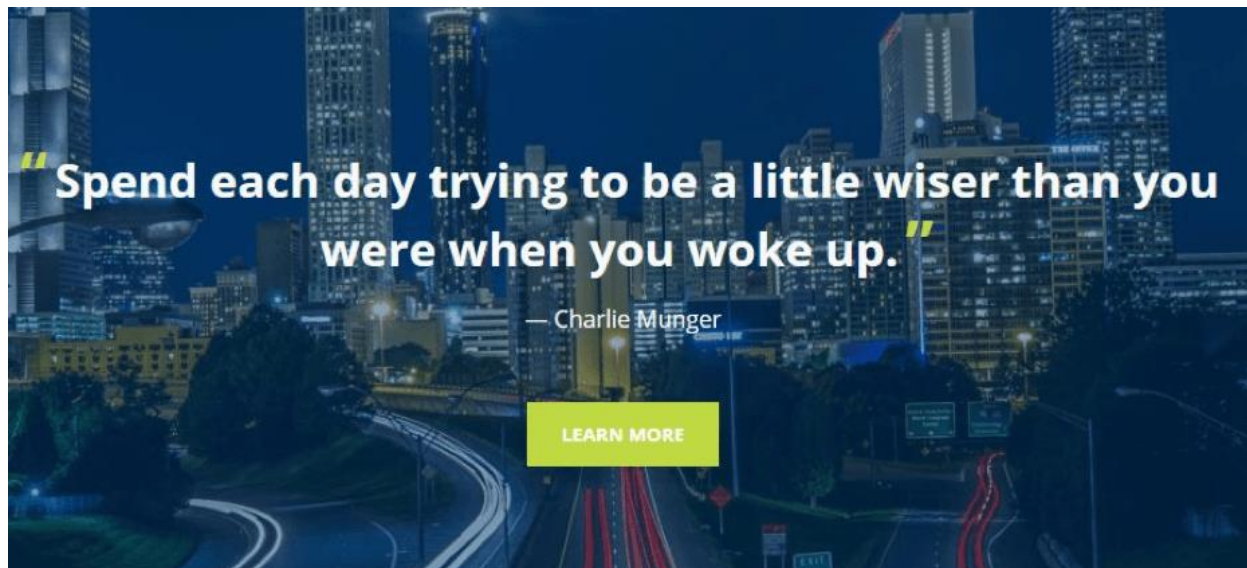 “ Spend each day trying to be a little wiser than you
were when you woke up. ”
— Charlie Munger
LEARN MORE
EXIT